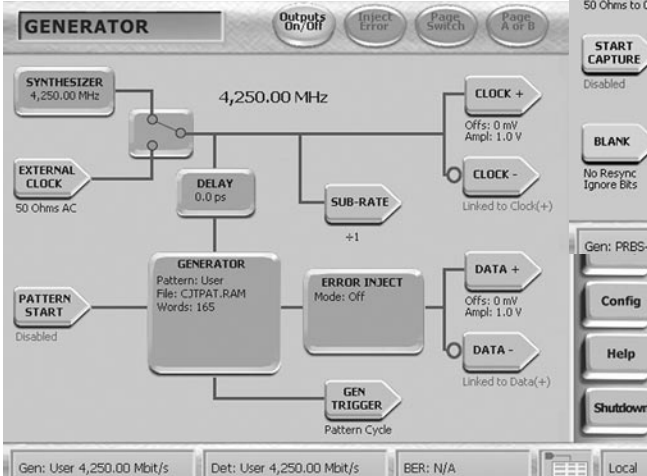 GENERATOR
Outputs
On/Off
Inject
Error
Page
Switch
Page
A or B
50 Ohms to
START
CAPTURE
Disabled
SYNTHESIZER
4,250.00 MHz
4,250.00 MHz
CLOCK +
Offs: 0 mV
Ampl: 1.0 V
BLANK
No Resync
Ignore Bits
EXTERNAL
CLOCK
50 Ohms AC
DELAY
0.0 ps
SUB-RATE
÷1
CLOCK -
Linked to Clock(+)
Gen: PRBS-
GENERATOR
Pattern: User
File: CJTPAT.RAM
Words: 165
ERROR INJECT
Mode: Off
DATA +
Offs: 0 mV
Ampl: 1.0 V
PATTERN
START
Disabled
DATA -
Linked to Data(+)
GEN
TRIGGER
Pattern Cycle
Config
Help
Shutdown
Gen: User 4,250.00 Mbit/s
Det: User 4,250.00 Mbit/s
BER: N/A
Local